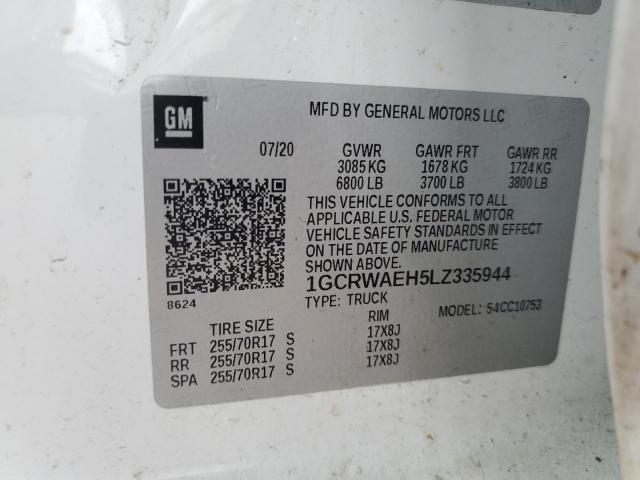 GM
MFD BY GENERAL MOTORS LLC
07/20 GVWR GAWR FRT GAWR RR
3085 KG 1678 KG 1724 KG
6800 LB 3700 LB 3800 LB
THIS VEHICLE CONFORMS TO ALL
APPLICABLE U.S. FEDERAL MOTOR
VEHICLE SAFETY STANDARDS IN EFFECT
ON THE DATE OF MANUFACTURE
SHOWN ABOVE.
1GCRWAEH5LZ335944
8624
TYPE: TRUCK MODEL: 54CC10753
TIRE SIZE RIM
FRT 255/70R17 S 17X8J
RR 255/70R17 S 17X8J
SPA 255/70R17 S 17X8J